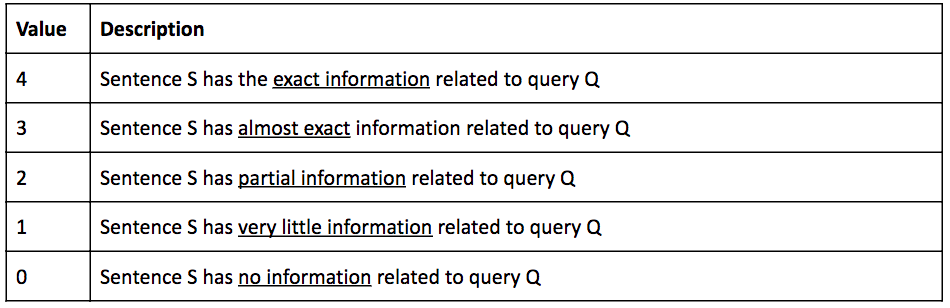 Value Description
4 Sentence S has the exact information related to query Q
3 Sentence S has almost exact information related to query Q
2 Sentence S has partial information related to query Q
1 Sentence S has very little information related to query Q
0 Sentence S has no information related to query Q